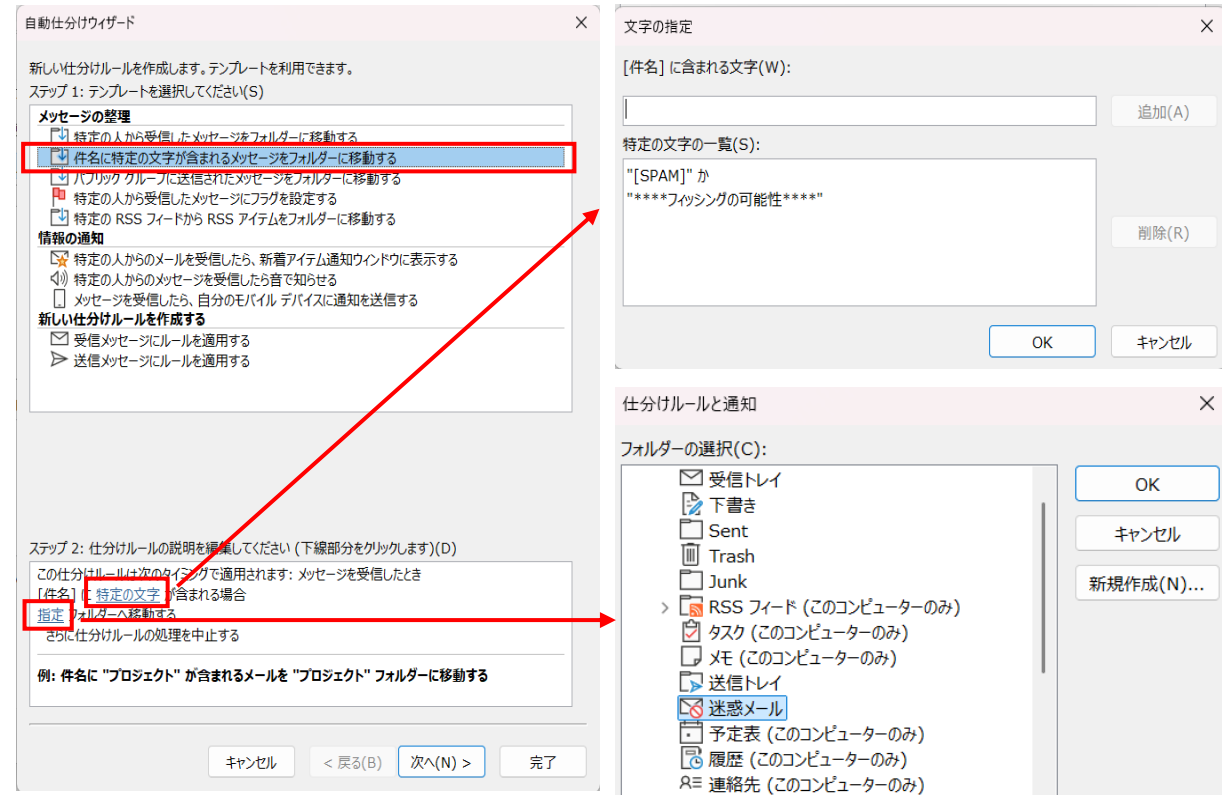 自動仕分けウィザード
新しい仕分けルールを作成します。テンプレートを利用できます。
ステップ 1: テンプレートを選択してください(S)
メッセージの整理
特定の人から受信したメッセージをフォルダーに移動する
件名に特定の文字が含まれるメッセージをフォルダーに移動する
パブリック グループに送信されたメッセージをフォルダーに移動する
特定の人から受信したメッセージにフラグを設定する
特定の RSS フィードから RSS アイテムをフォルダーに移動する
情報の通知
特定の人からのメールを受信したら、新着アイテム通知ウィンドウに表示する
特定の人からのメッセージを受信したら音で知らせる
メッセージを受信したら、自分のモバイル デバイスに通知を送信する
新しい仕分けルールを作成する
受信メッセージにルールを適用する
送信メッセージにルールを適用する
ステップ 2: 仕分けルールの説明を編集してください (下線部分をクリックします)(D)
この仕分けルールは次のタイミングで適用されます: メッセージを受信したとき
[件名] に 特定の文字 が含まれる場合
指定 フォルダーへ移動する
さらに仕分けルールの処理を中止する
例: 件名に "プロジェクト" が含まれるメールを "プロジェクト" フォルダーに移動する
キャンセル
< 戻る(B)
次へ(N) >
完了
文字の指定
[件名] に含まれる文字(W):
追加(A)
特定の文字の一覧(S):
"[SPAM]" か
"****フィッシングの可能性****"
削除(R)
OK
キャンセル
仕分けルールと通知
フォルダーの選択(C):
受信トレイ
下書き
Sent
Trash
Junk
RSS フィード (このコンピューターのみ)
タスク (このコンピューターのみ)
メモ (このコンピューターのみ)
送信トレイ
迷惑メール
予定表 (このコンピューターのみ)
履歴 (このコンピューターのみ)
連絡先 (このコンピューターのみ)
OK
キャンセル
新規作成(N)...